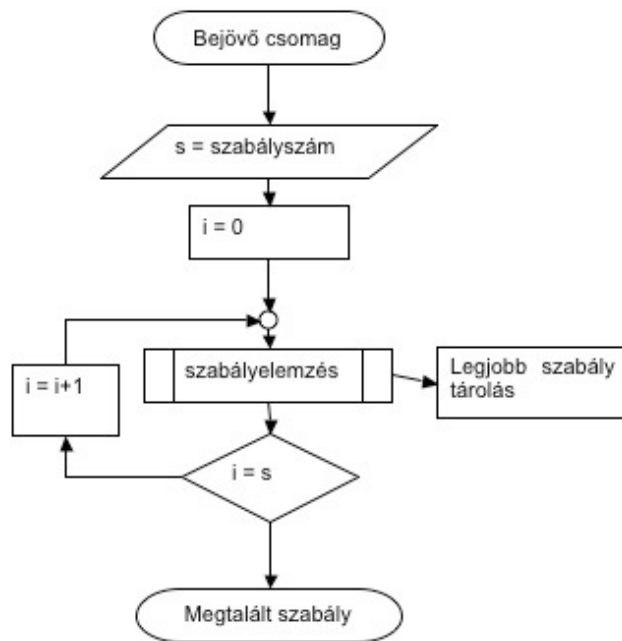 Bejövő csomag
s = szabályszám
i = 0
szabályelemzés
Legjobb szabály
tárolás
i = i+1
i = s
Megtalált szabály